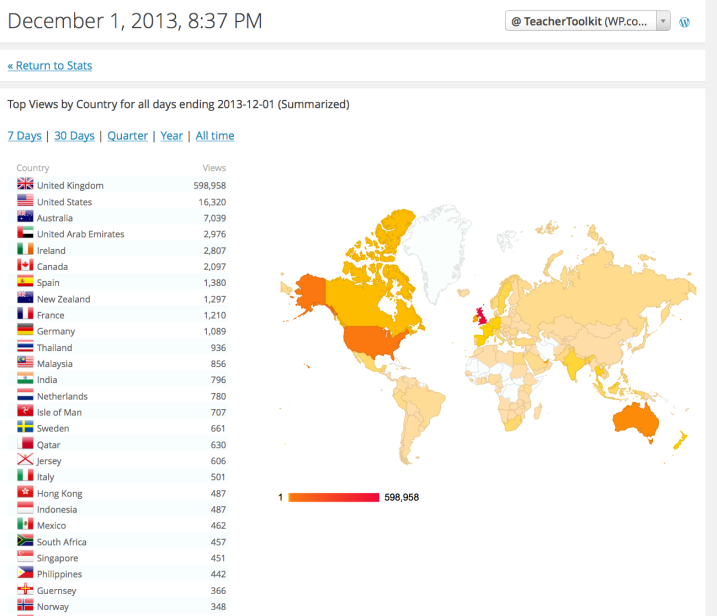 December 1, 2013, 8:37 PM
@ TeacherToolkit (WP.co...
« Return to Stats
Top Views by Country for all days ending 2013-12-01 (Summarized)
7 Days | 30 Days | Quarter | Year | All time
Country Views
United Kingdom 598,958
United States 16,320
Australia 7,039
United Arab Emirates 2,976
Ireland 2,807
Canada 2,097
Spain 1,380
New Zealand 1,297
France 1,210
Germany 1,089
Thailand 936
Malaysia 856
India 796
Netherlands 780
Isle of Man 707
Sweden 661
Qatar 630
Jersey 606
Italy 501
Hong Kong 487
Indonesia 487
Mexico 462
South Africa 457
Singapore 451
Philippines 442
Guernsey 366
Norway 348
1 598,958